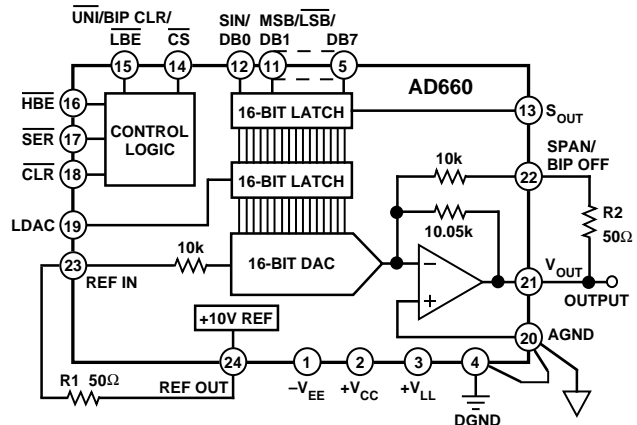 UNI/BIP CLR/
LBE
CS
SIN/
DB0
MSB/LSB/
DB1
DB7
15
14
12
11
5
AD660
HBE 16
SER 17
CLR 18
LDAC 19
CONTROL
LOGIC
16-BIT LATCH
16-BIT LATCH
13 SOUT
SPAN/
BIP OFF
22
10k
10.05k
R2
50Ω
23 REF IN
10k
16-BIT DAC
−
+
21 VOUT
OUTPUT
+10V REF
20 AGND
24
1
2
3
4
R1 50Ω
REF OUT
−VEE
+VCC
+VLL
DGND